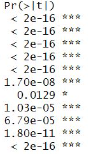 Pr(>|t|)
< 2e-16 ***
< 2e-16 ***
< 2e-16 ***
< 2e-16 ***
< 2e-16 ***
1.70e-08 ***
0.0129 *
1.03e-05 ***
6.79e-05 ***
1.80e-11 ***
< 2e-16 ***